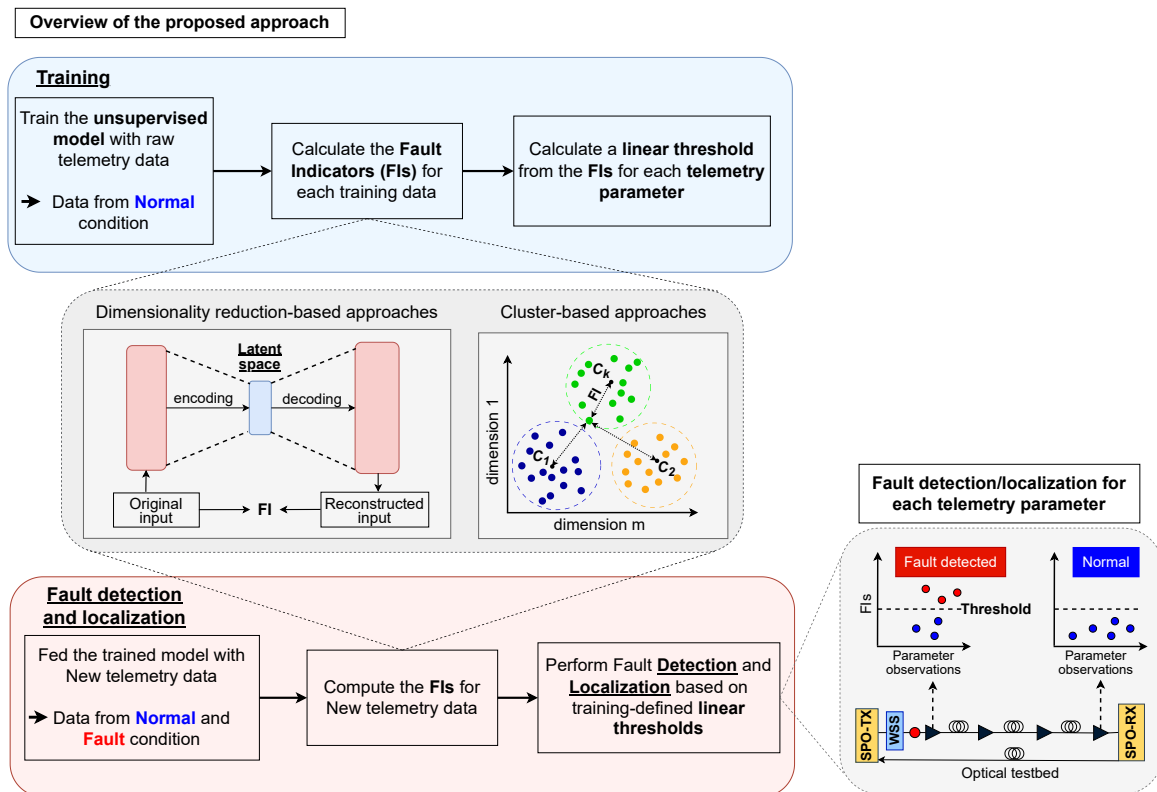 Overview of the proposed approach
Training
Train the unsupervised
model with raw
telemetry data
Data from Normal
condition
Calculate the Fault
Indicators (FIs) for
each training data
Calculate a linear threshold
from the FIs for each telemetry
parameter
Dimensionality reduction-based approaches
Latent
space
encoding
decoding
Original
input
FI
Reconstructed
input
Cluster-based approaches
dimension 1
Ck
FI
C1
C2
dimension m
Fault detection
and localization
Fed the trained model with
New telemetry data
Data from Normal and
Fault condition
Compute the FIs for
New telemetry data
Perform Fault Detection and
Localization based on
training-defined linear
thresholds
Fault detection/localization for
each telemetry parameter
Fault detected
Normal
FIs
Threshold
Parameter
observations
Parameter
observations
SPO-TX
WSS
SPO-RX
Optical testbed